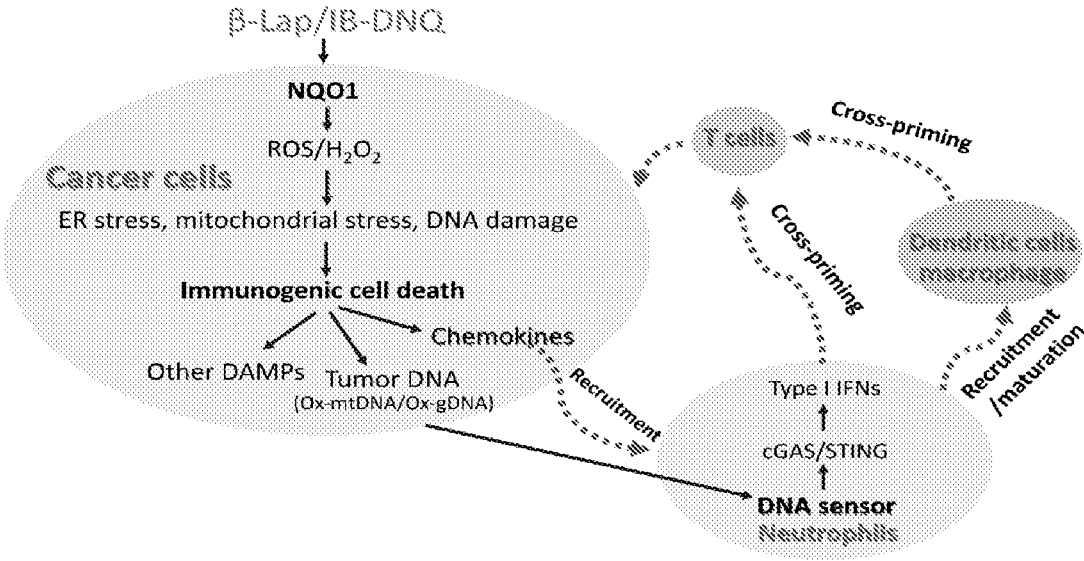 β-Lap/IB-DNQ
NQO1
ROS/H₂O₂
Cancer cells
ER stress, mitochondrial stress, DNA damage
Immunogenic cell death
Other DAMPs
Tumor DNA
(Ox-mtDNA/Ox-gDNA)
Chemokines
Recruitment
T cells
Cross-priming
Cross-priming
Dendritic cells
macrophage
Recruitment
/maturation
Type I IFNs
cGAS/STING
DNA sensor
Neutrophils